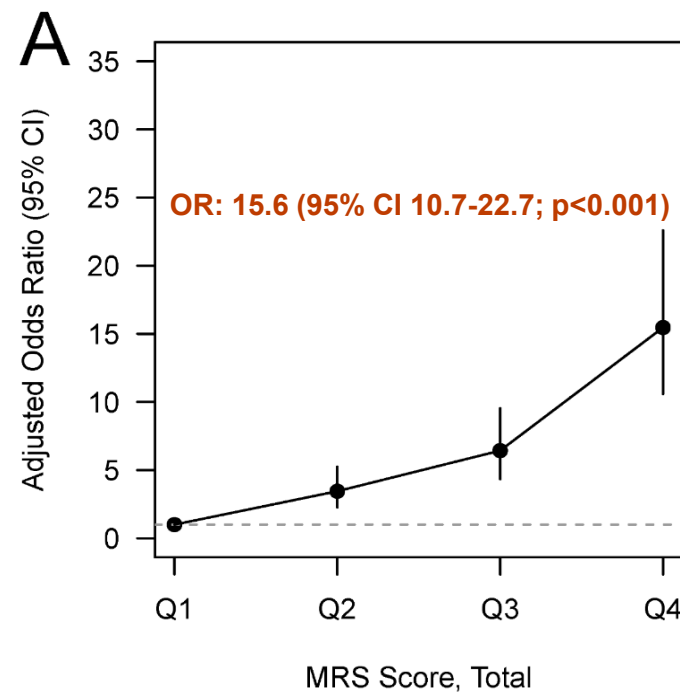 A
Adjusted Odds Ratio (95% CI)
35
30
25
20
15
10
5
0
OR: 15.6 (95% CI 10.7-22.7; p<0.001)
Q1 Q2 Q3 Q4
MRS Score, Total